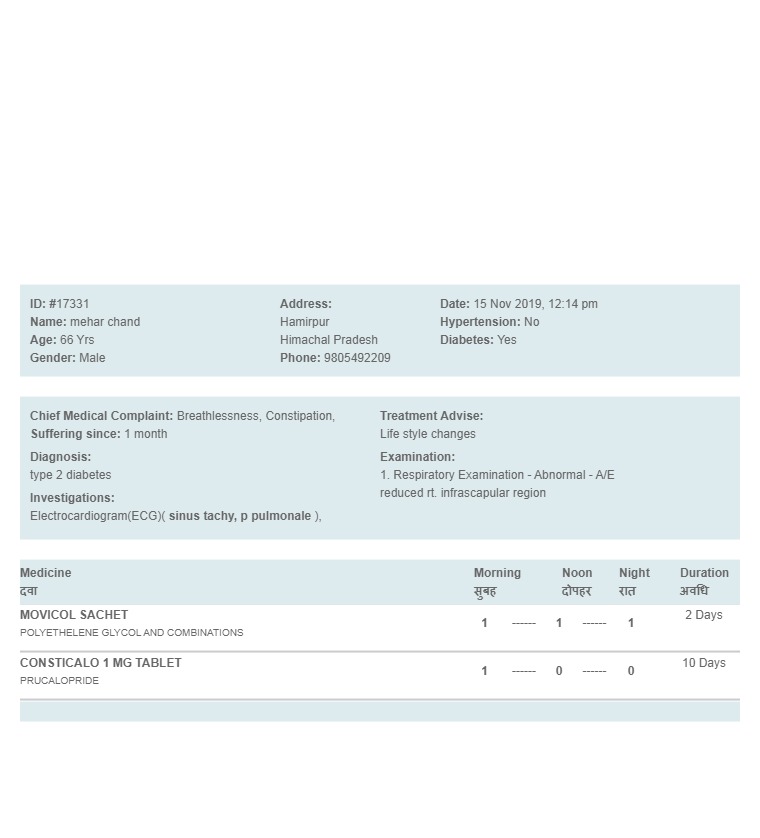 ID: #17331
Name: mehar chand
Age: 66 Yrs
Gender: Male
Address:
Hamirpur
Himachal Pradesh
Phone: 9805492209
Date: 15 Nov 2019, 12:14 pm
Hypertension: No
Diabetes: Yes
Chief Medical Complaint: Breathlessness, Constipation,
Suffering since: 1 month
Diagnosis:
type 2 diabetes
Investigations:
Electrocardiogram(ECG)( sinus tachy, p pulmonale ),
Treatment Advise:
Life style changes
Examination:
1. Respiratory Examination - Abnormal - A/E
reduced rt. infrascapular region
Medicine Morning Noon Night Duration
दवा सुबह दोपहर रात अवधि
MOVICOL SACHET 1 ------ 1 ------ 1 2 Days
POLYETHELENE GLYCOL AND COMBINATIONS
CONSTICALO 1 MG TABLET 1 ------ 0 ------ 0 10 Days
PRUCALOPRIDE